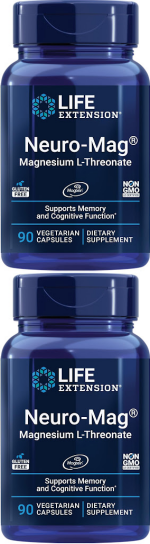 LIFE
EXTENSION®
Neuro-Mag®
Magnesium L-Threonate
GLUTEN
FREE
Magtein
NON
GMO
Supports Memory
and Cognitive Function*
90 VEGETARIAN CAPSULES | DIETARY SUPPLEMENT
LIFE
EXTENSION®
Neuro-Mag®
Magnesium L-Threonate
GLUTEN
FREE
Magtein
NON
GMO
Supports Memory
and Cognitive Function*
90 VEGETARIAN CAPSULES | DIETARY SUPPLEMENT